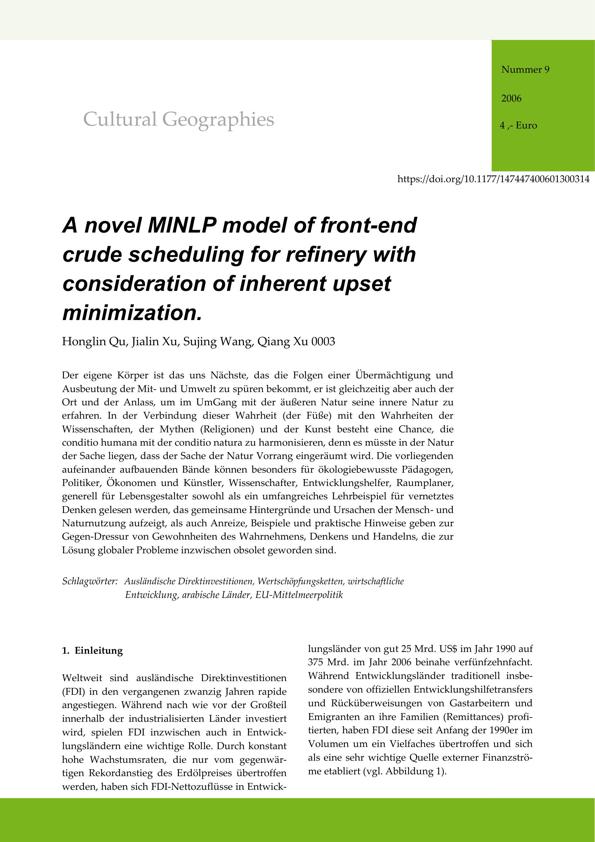 Nummer 9
2006
4 ,- Euro
Cultural Geographies
https://doi.org/10.1177/147447400601300314
A novel MINLP model of front-end
crude scheduling for refinery with
consideration of inherent upset
minimization.
Honglin Qu, Jialin Xu, Sujing Wang, Qiang Xu 0003
Der eigene Körper ist das uns Nächste, das die Folgen einer Übermächtigung und
Ausbeutung der Mit- und Umwelt zu spüren bekommt, er ist gleichzeitig aber auch der
Ort und der Anlass, um im UmGang mit der äußeren Natur seine innere Natur zu
erfahren. In der Verbindung dieser Wahrheit (der Füße) mit den Wahrheiten der
Wissenschaften, der Mythen (Religionen) und der Kunst besteht eine Chance, die
conditio humana mit der conditio natura zu harmonisieren, denn es müsste in der Natur
der Sache liegen, dass der Sache der Natur Vorrang eingeräumt wird. Die vorliegenden
aufeinander aufbauenden Bände können besonders für ökologiebewusste Pädagogen,
Politiker, Ökonomen und Künstler, Wissenschafter, Entwicklungshelfer, Raumplaner,
generell für Lebensgestalter sowohl als ein umfangreiches Lehrbeispiel für vernetztes
Denken gelesen werden, das gemeinsame Hintergründe und Ursachen der Mensch- und
Naturnutzung aufzeigt, als auch Anreize, Beispiele und praktische Hinweise geben zur
Gegen-Dressur von Gewohnheiten des Wahrnehmens, Denkens und Handelns, die zur
Lösung globaler Probleme inzwischen obsolet geworden sind.
Schlagwörter: Ausländische Direktinvestitionen, Wertschöpfungsketten, wirtschaftliche
Entwicklung, arabische Länder, EU-Mittelmeerpolitik
1. Einleitung
Weltweit sind ausländische Direktinvestitionen
(FDI) in den vergangenen zwanzig Jahren rapide
angestiegen. Während nach wie vor der Großteil
innerhalb der industrialisierten Länder investiert
wird, spielen FDI inzwischen auch in Entwick-
lungsländern eine wichtige Rolle. Durch konstant
hohe Wachstumsraten, die nur vom gegenwär-
tigen Rekordanstieg des Erdölpreises übertroffen
werden, haben sich FDI-Nettozuflüsse in Entwick-
lungsländer von gut 25 Mrd. US$ im Jahr 1990 auf
375 Mrd. im Jahr 2006 beinahe verfünfzehnfacht.
Während Entwicklungsländer traditionell insbe-
sondere von offiziellen Entwicklungshilfetransfers
und Rücküberweisungen von Gastarbeitern und
Emigranten an ihre Familien (Remittances) profi-
tierten, haben FDI diese seit Anfang der 1990er im
Volumen um ein Vielfaches übertroffen und sich
als eine sehr wichtige Quelle externer Finanzströ-
me etabliert (vgl. Abbildung 1).